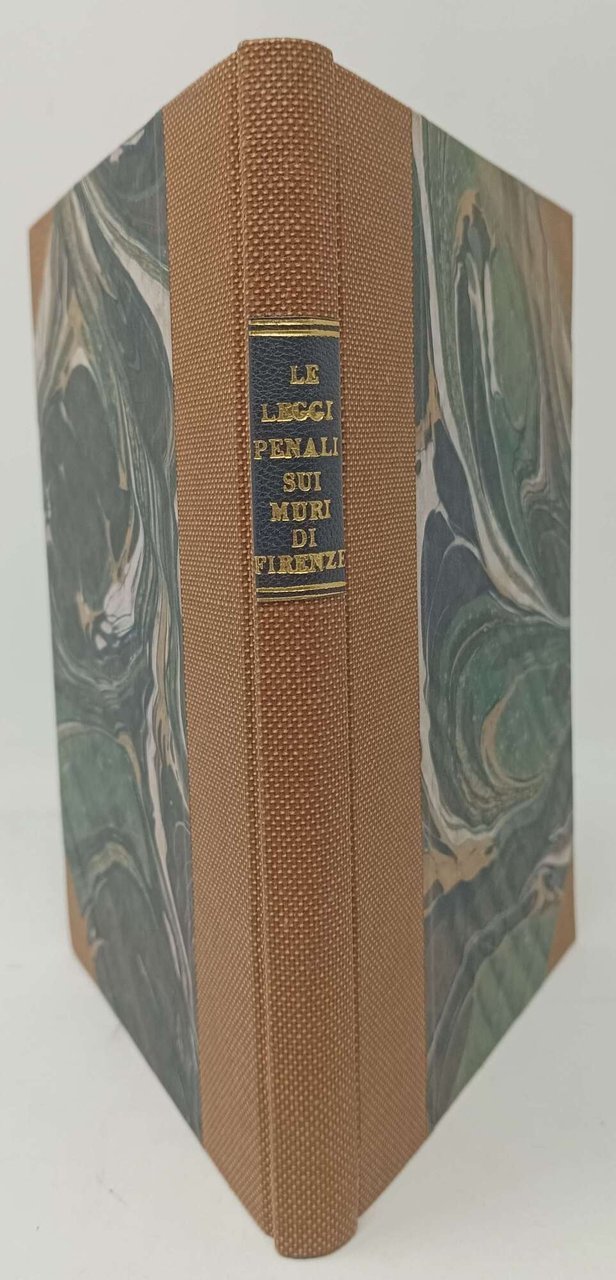 LE
LEGGI
PENALI
SUI
MURI
DI
FIRENZE